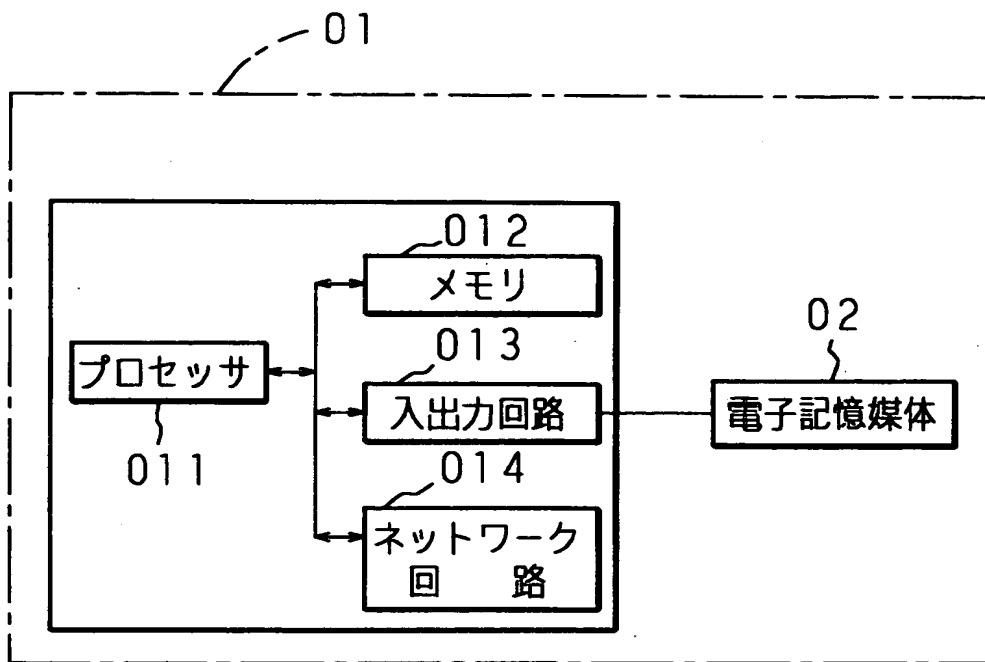 01
012
メモリ
02
013
プロセッサ
入出力回路
電子記憶媒体
011
014
ネットワーク
回 路